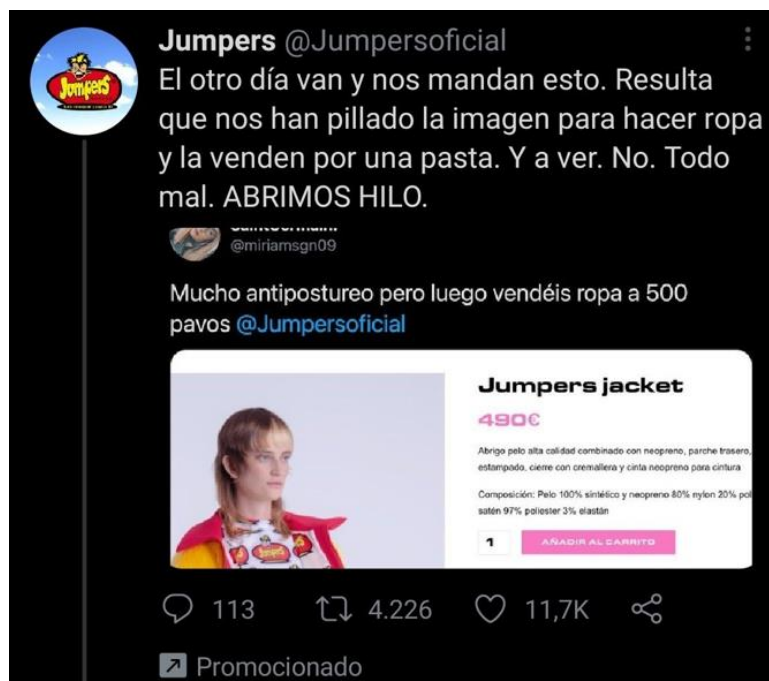 Jumpers @Jumpersoficial
El otro día van y nos mandan esto. Resulta
que nos han pillado la imagen para hacer ropa
y la venden por una pasta. Y a ver. No. Todo
mal. ABRIMOS HILO.
@miriamsgn09
Mucho antipostureo pero luego vendéis ropa a 500
pavos @Jumpersoficial
Jumpers jacket
490€
Abrigo pelo alta calidad combinado con neopreno, parche trasero,
estampado, cierre con cremallera y cinta neopreno para cintura
Composición: Pelo 100% sintético y neopreno 80% nylon 20% pol
satén 97% poliester 3% elastán
1 AÑADIR AL CARRITO
Jumpers
Jumpers
113 4.226 11,7K
Promocionado